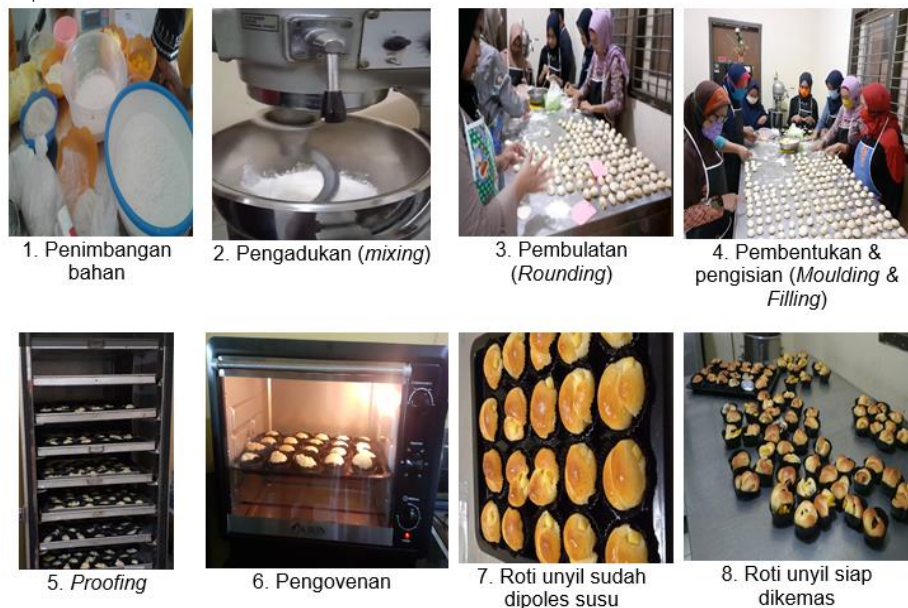 1. Penimbangan
bahan
2. Pengadukan (mixing)
3. Pembulatan
(Rounding)
4. Pembentukan &
pengisian (Moulding &
Filling)
5. Proofing
6. Pengovenan
7. Roti unyil sudah
dipoles susu
8. Roti unyil siap
dikemas